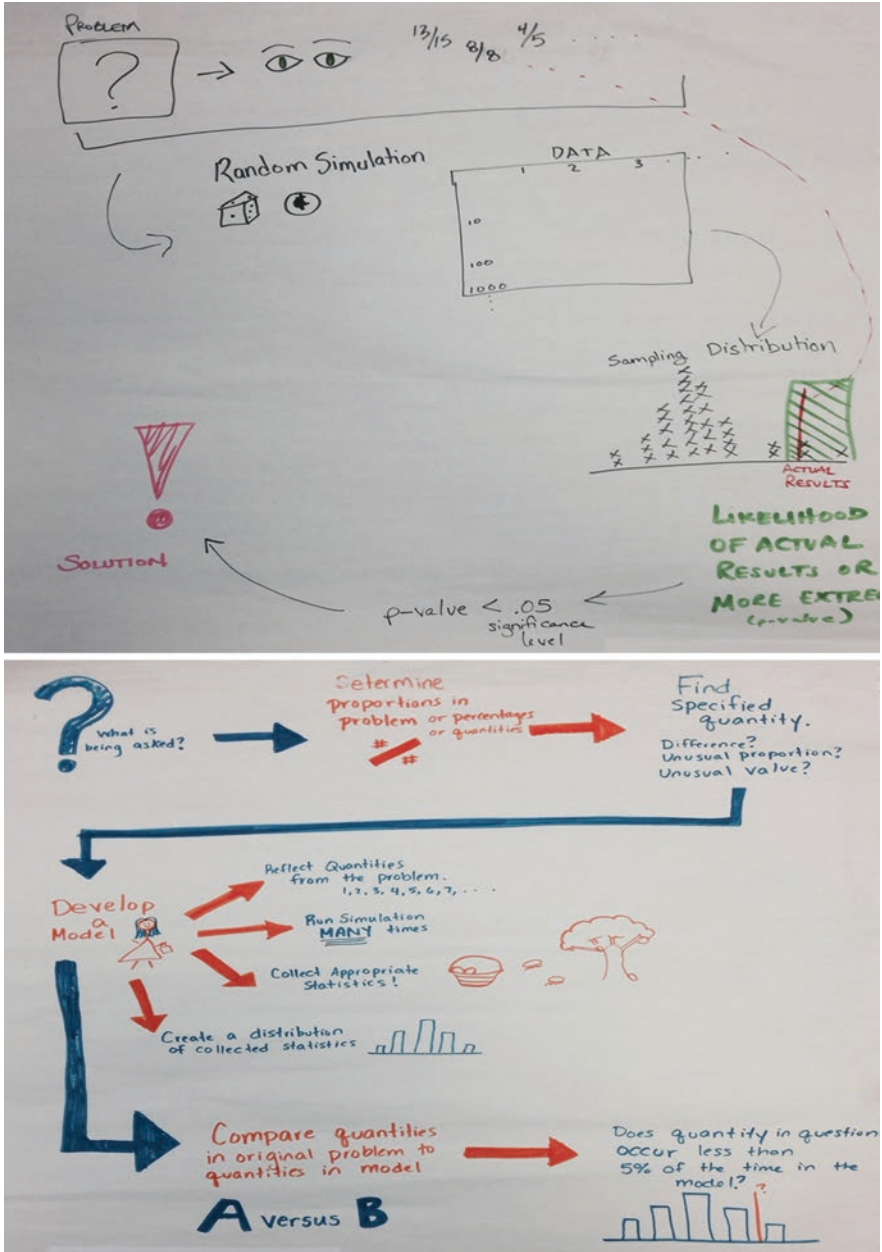 PROBLEM
?
13/15 8/8 4/5 . . . . .
Random Simulation
DATA
1 2 3 . . . .
10
100
1000
Sampling Distribution
ACTUAL
RESULTS
LIKELIHOOD
OF ACTUAL
RESULTS OR
MORE EXTRE
(p-value)
p-value < .05
significance
level
!
SOLUTION
?
What is
being asked?
Determine
proportions in
problem or percentages
or quantities
#/#
Find
specified
quantity.
Difference?
Unusual proportion?
Unusual value?
Develop
a
Model
Reflect Quantities
from the problem.
1, 2, 3, 4, 5, 6, 7, . . .
Run Simulation
MANY times
Collect Appropriate
Statistics!
Create a distribution
of collected statistics
Compare quantities
in original problem to
quantities in model
A versus B
Does quantity in question
occur less than
5% of the time in the
model?
?